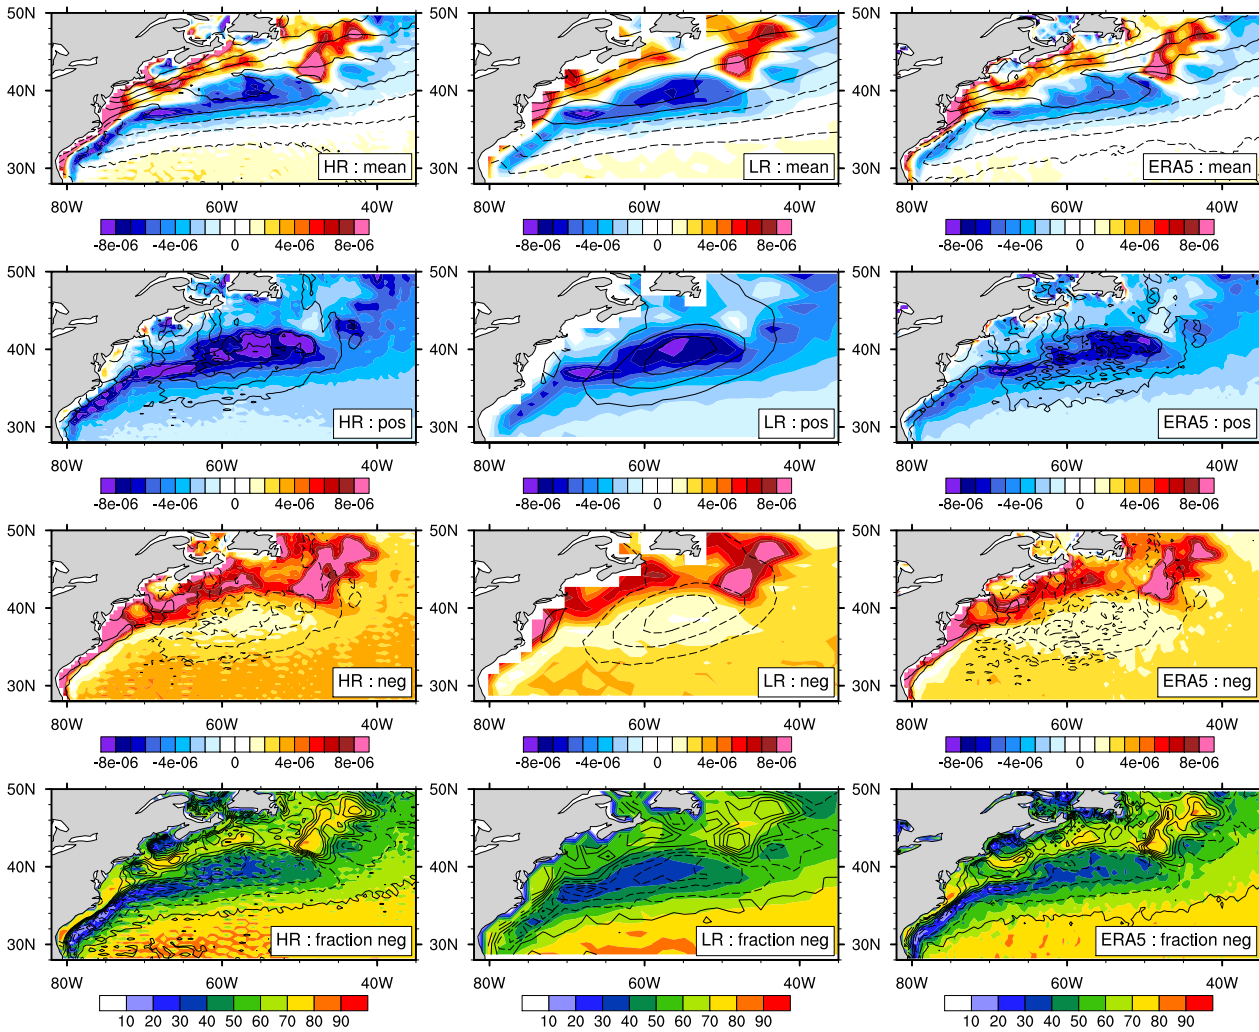 50N
40N
30N
HR : mean
80W 60W 40W
-8e-06 -4e-06 0 4e-06 8e-06
50N
40N
30N
LR : mean
80W 60W 40W
-8e-06 -4e-06 0 4e-06 8e-06
50N
40N
30N
ERA5 : mean
80W 60W 40W
-8e-06 -4e-06 0 4e-06 8e-06
50N
40N
30N
HR : pos
80W 60W 40W
-8e-06 -4e-06 0 4e-06 8e-06
50N
40N
30N
LR : pos
80W 60W 40W
-8e-06 -4e-06 0 4e-06 8e-06
50N
40N
30N
ERA5 : pos
80W 60W 40W
-8e-06 -4e-06 0 4e-06 8e-06
50N
40N
30N
HR : neg
80W 60W 40W
-8e-06 -4e-06 0 4e-06 8e-06
50N
40N
30N
LR : neg
80W 60W 40W
-8e-06 -4e-06 0 4e-06 8e-06
50N
40N
30N
ERA5 : neg
80W 60W 40W
-8e-06 -4e-06 0 4e-06 8e-06
50N
40N
30N
HR : fraction neg
80W 60W 40W
10 20 30 40 50 60 70 80 90
50N
40N
30N
LR : fraction neg
80W 60W 40W
10 20 30 40 50 60 70 80 90
50N
40N
30N
ERA5 : fraction neg
80W 60W 40W
10 20 30 40 50 60 70 80 90